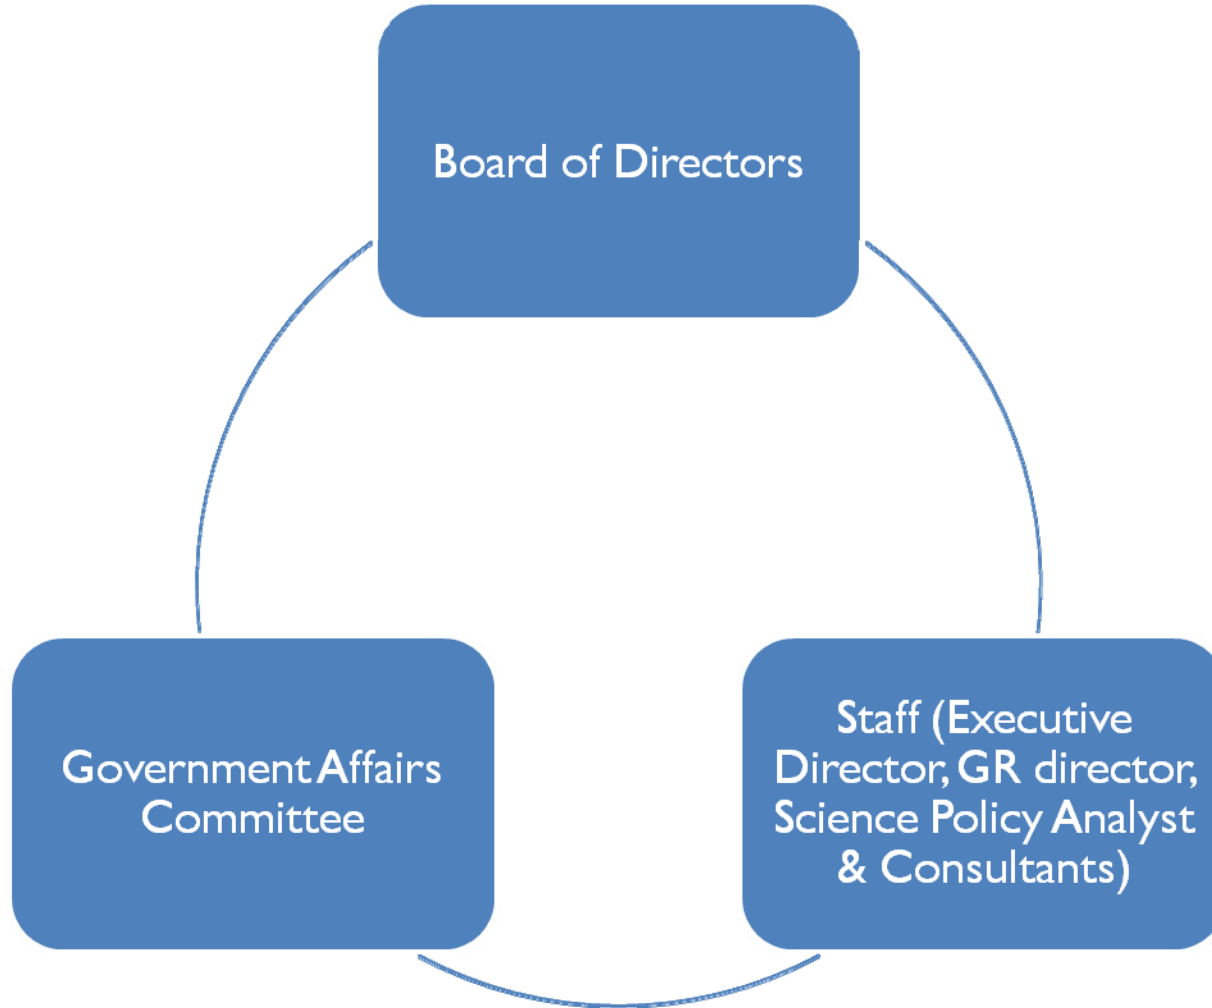 Board of Directors
Government Affairs
Committee
Staff (Executive
Director, GR director,
Science Policy Analyst
& Consultants)